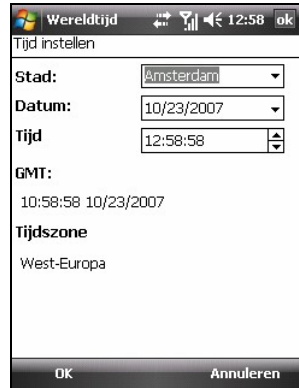 Wereldtijd 12:58 ok
Tijd instellen
Stad: Amsterdam
Datum: 10/23/2007
Tijd 12:58:58
GMT:
10:58:58 10/23/2007
Tijdszone
West-Europa
OK Annuleren